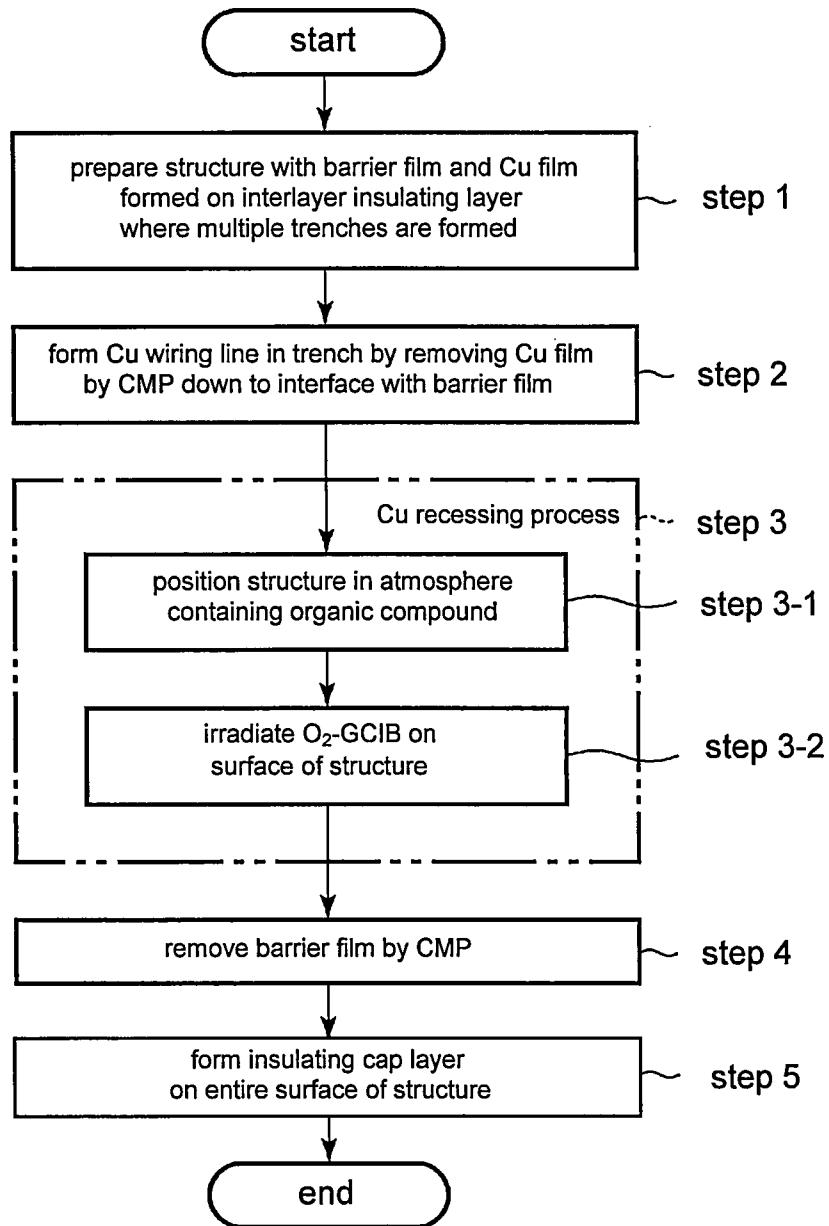 start
prepare structure with barrier film and Cu film
formed on interlayer insulating layer
where multiple trenches are formed
step 1
form Cu wiring line in trench by removing Cu film
by CMP down to interface with barrier film
step 2
Cu recessing process
step 3
position structure in atmosphere
containing organic compound
step 3-1
irradiate O₂-GCIB on
surface of structure
step 3-2
remove barrier film by CMP
step 4
form insulating cap layer
on entire surface of structure
step 5
end